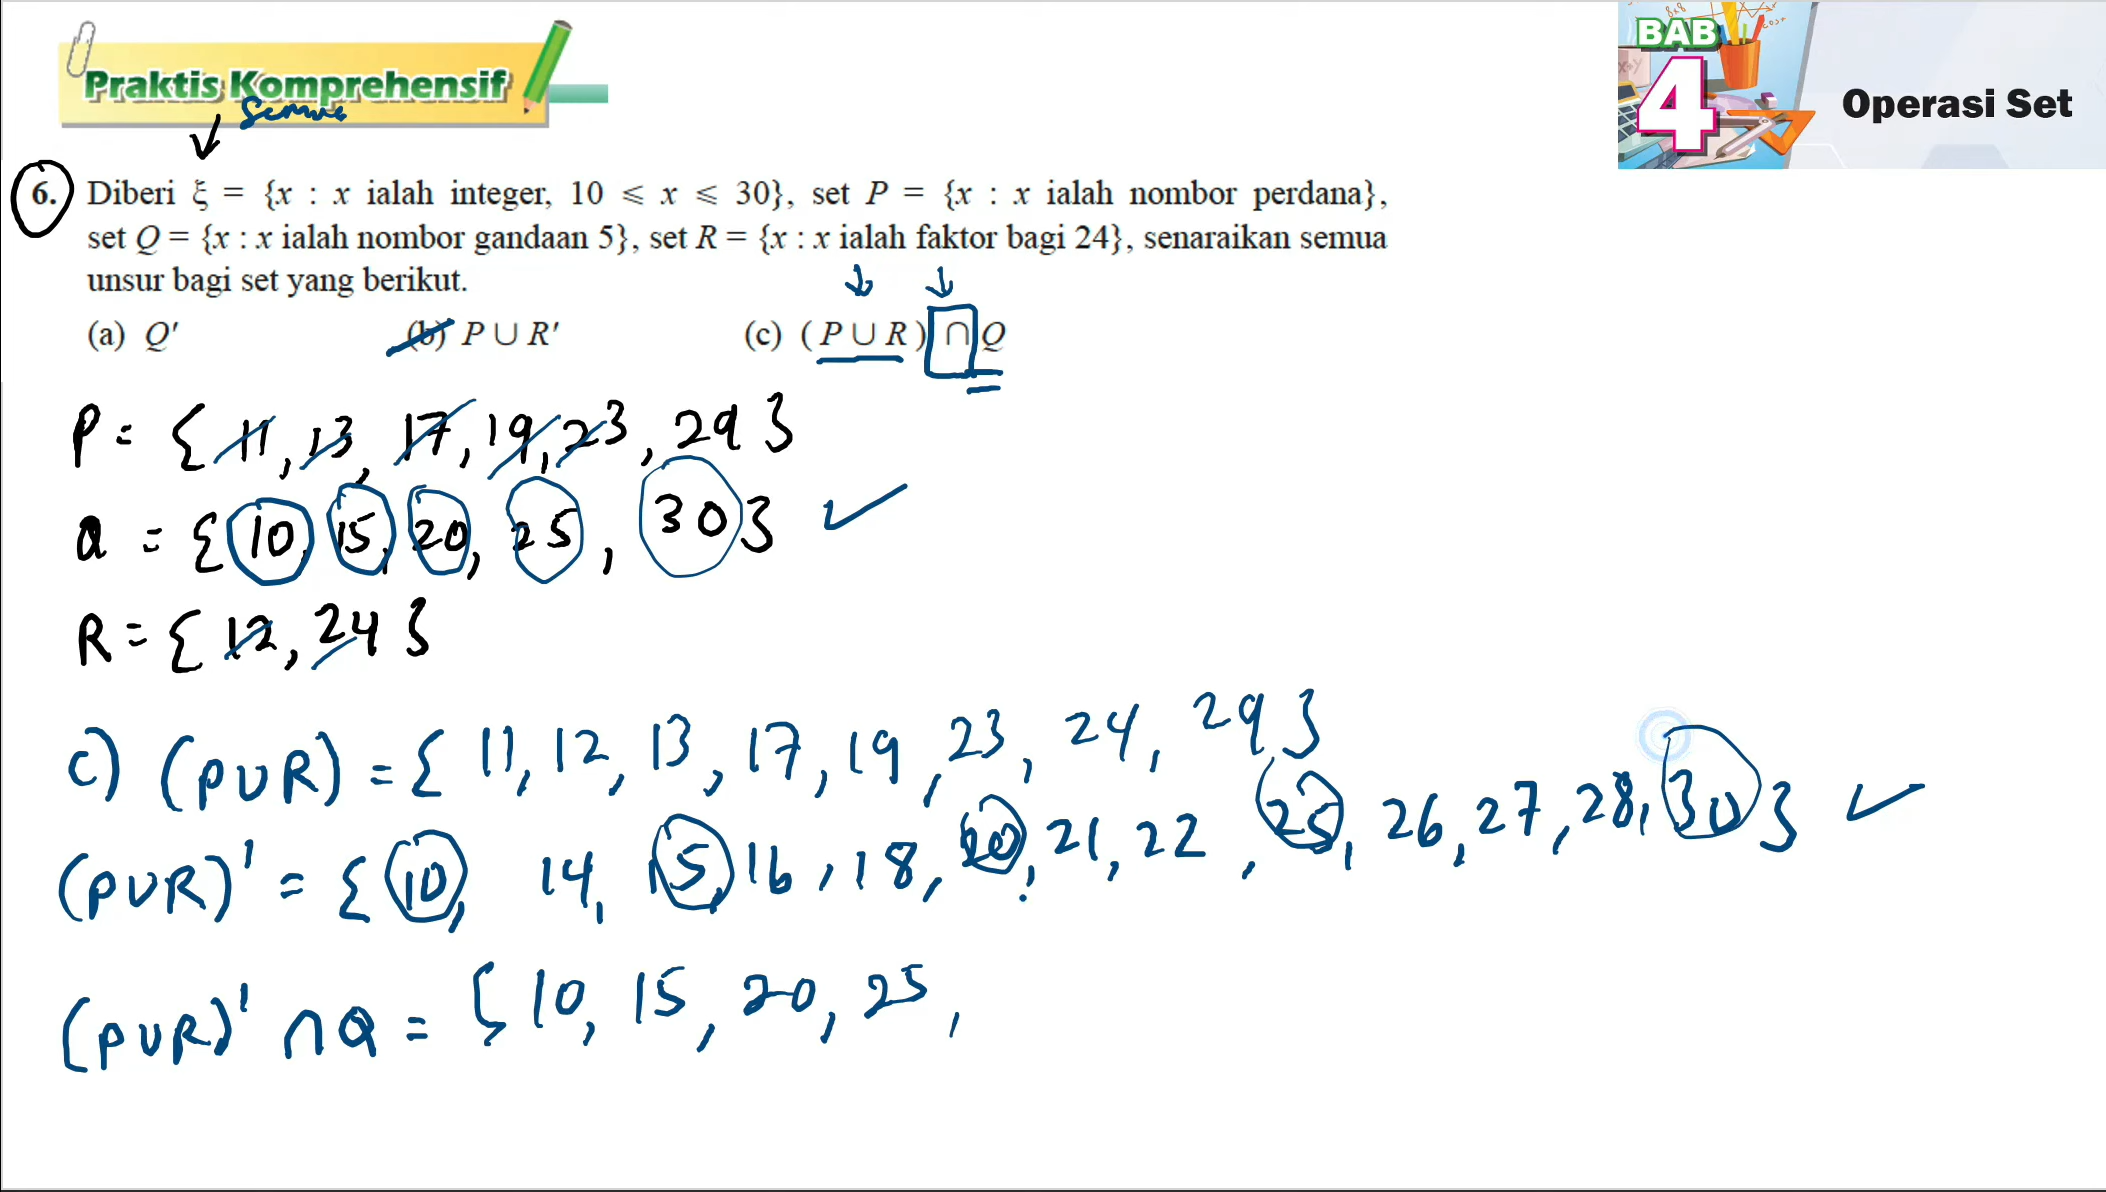 Praktis Komprehensif
BAB
4
Operasi Set
semua
6. Diberi ξ = {x : x ialah integer, 10 ⩽ x ⩽ 30}, set P = {x : x ialah nombor perdana},
set Q = {x : x ialah nombor gandaan 5}, set R = {x : x ialah faktor bagi 24}, senaraikan semua
unsur bagi set yang berikut.
(a) Q′ (b) P ∪ R′ (c) (P ∪ R) ∩ Q
P = { 11, 13, 17, 19, 23, 29 }
Q = { 10, 15, 20, 25, 30 }
R = { 12, 24 }
c) (PUR) = { 11, 12, 13, 17, 19, 23, 24, 29 }
(PUR)' = { 10, 14, 15, 16, 18, 20, 21, 22, 25, 26, 27, 28, 30 }
(PUR)' ∩ Q = { 10, 15, 20, 25,